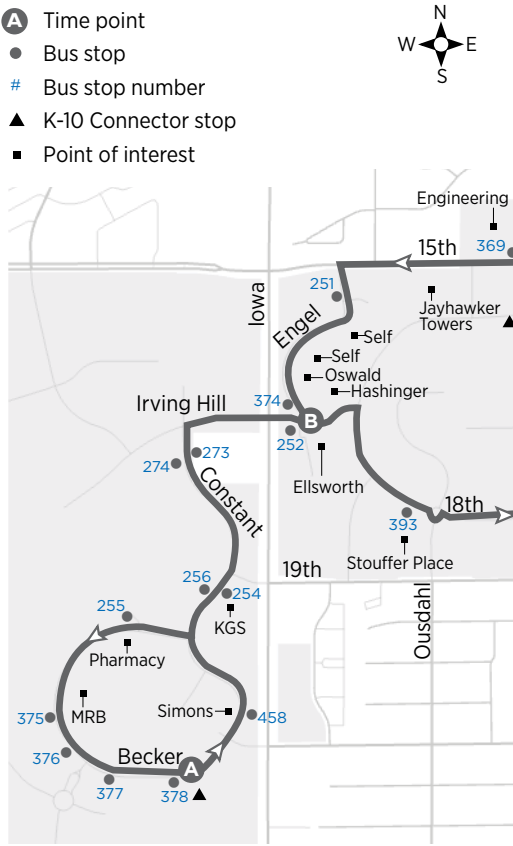 A Time point
Bus stop
# Bus stop number
K-10 Connector stop
Point of interest
N
W E
S
Engineering
369
15th
251
Iowa
Engel
Jayhawker
Towers
Self
Self
Oswald
Hashinger
374
Irving Hill
B
252
273
274
Ellsworth
Constant
18th
393
Stouffer Place
19th
256
254
KGS
Ousdahl
255
Pharmacy
MRB
375
Simons
458
376
Becker
A
377
378